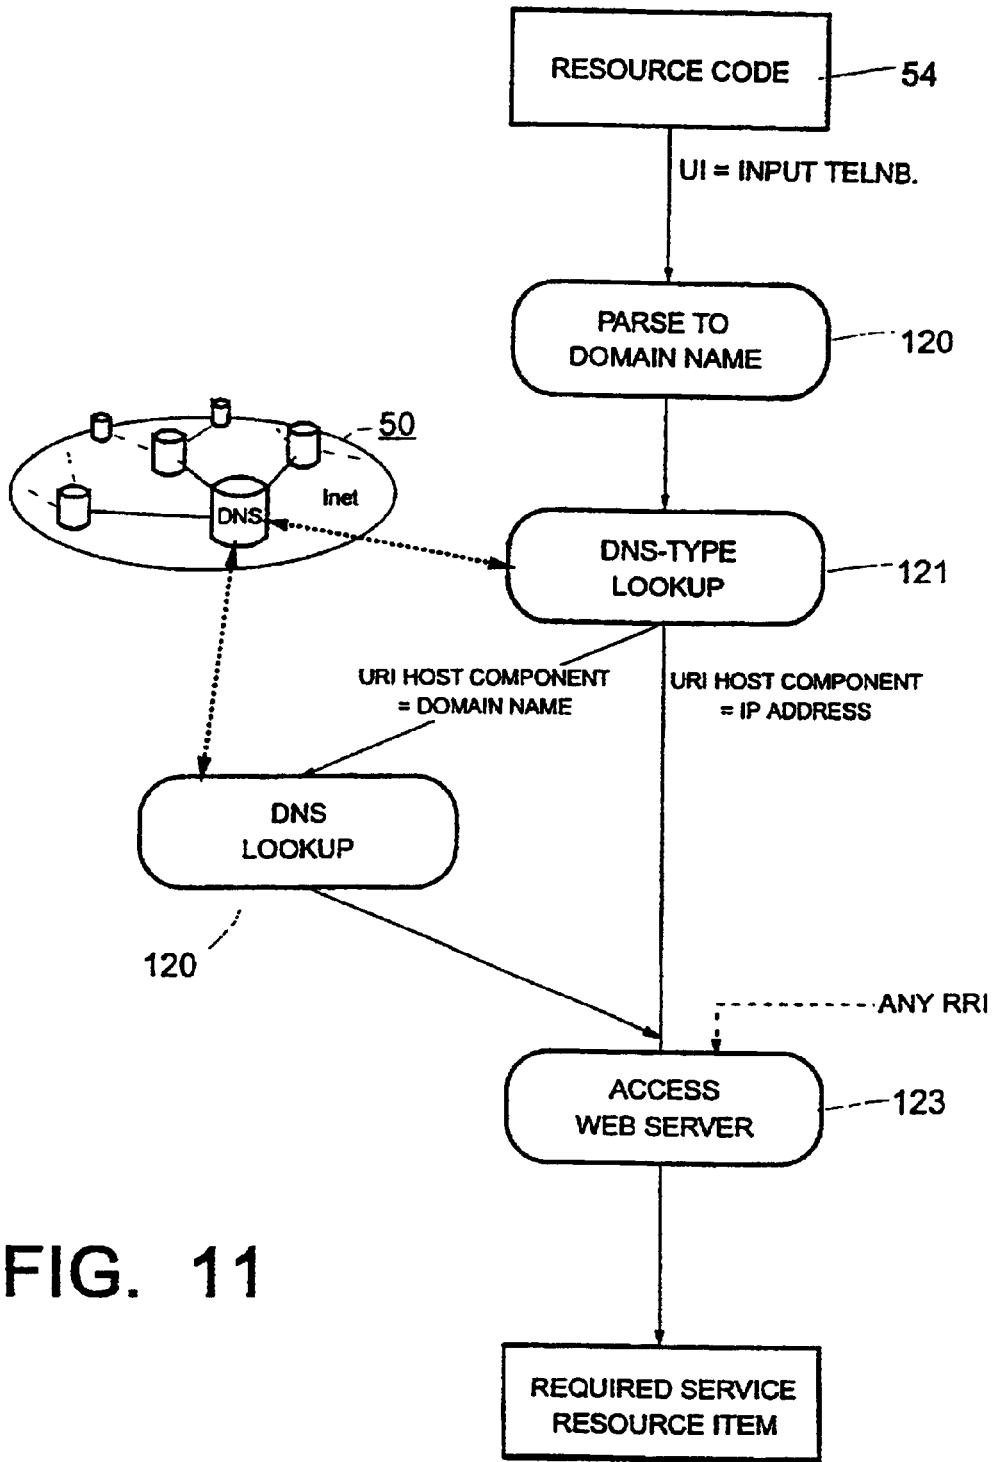 RESOURCE CODE
54
UI = INPUT TELNB.
PARSE TO
DOMAIN NAME
120
50
Inet
DNS
DNS-TYPE
LOOKUP
121
URI HOST COMPONENT
= DOMAIN NAME
URI HOST COMPONENT
= IP ADDRESS
DNS
LOOKUP
120
ANY RRI
ACCESS
WEB SERVER
123
FIG. 11
REQUIRED SERVICE
RESOURCE ITEM